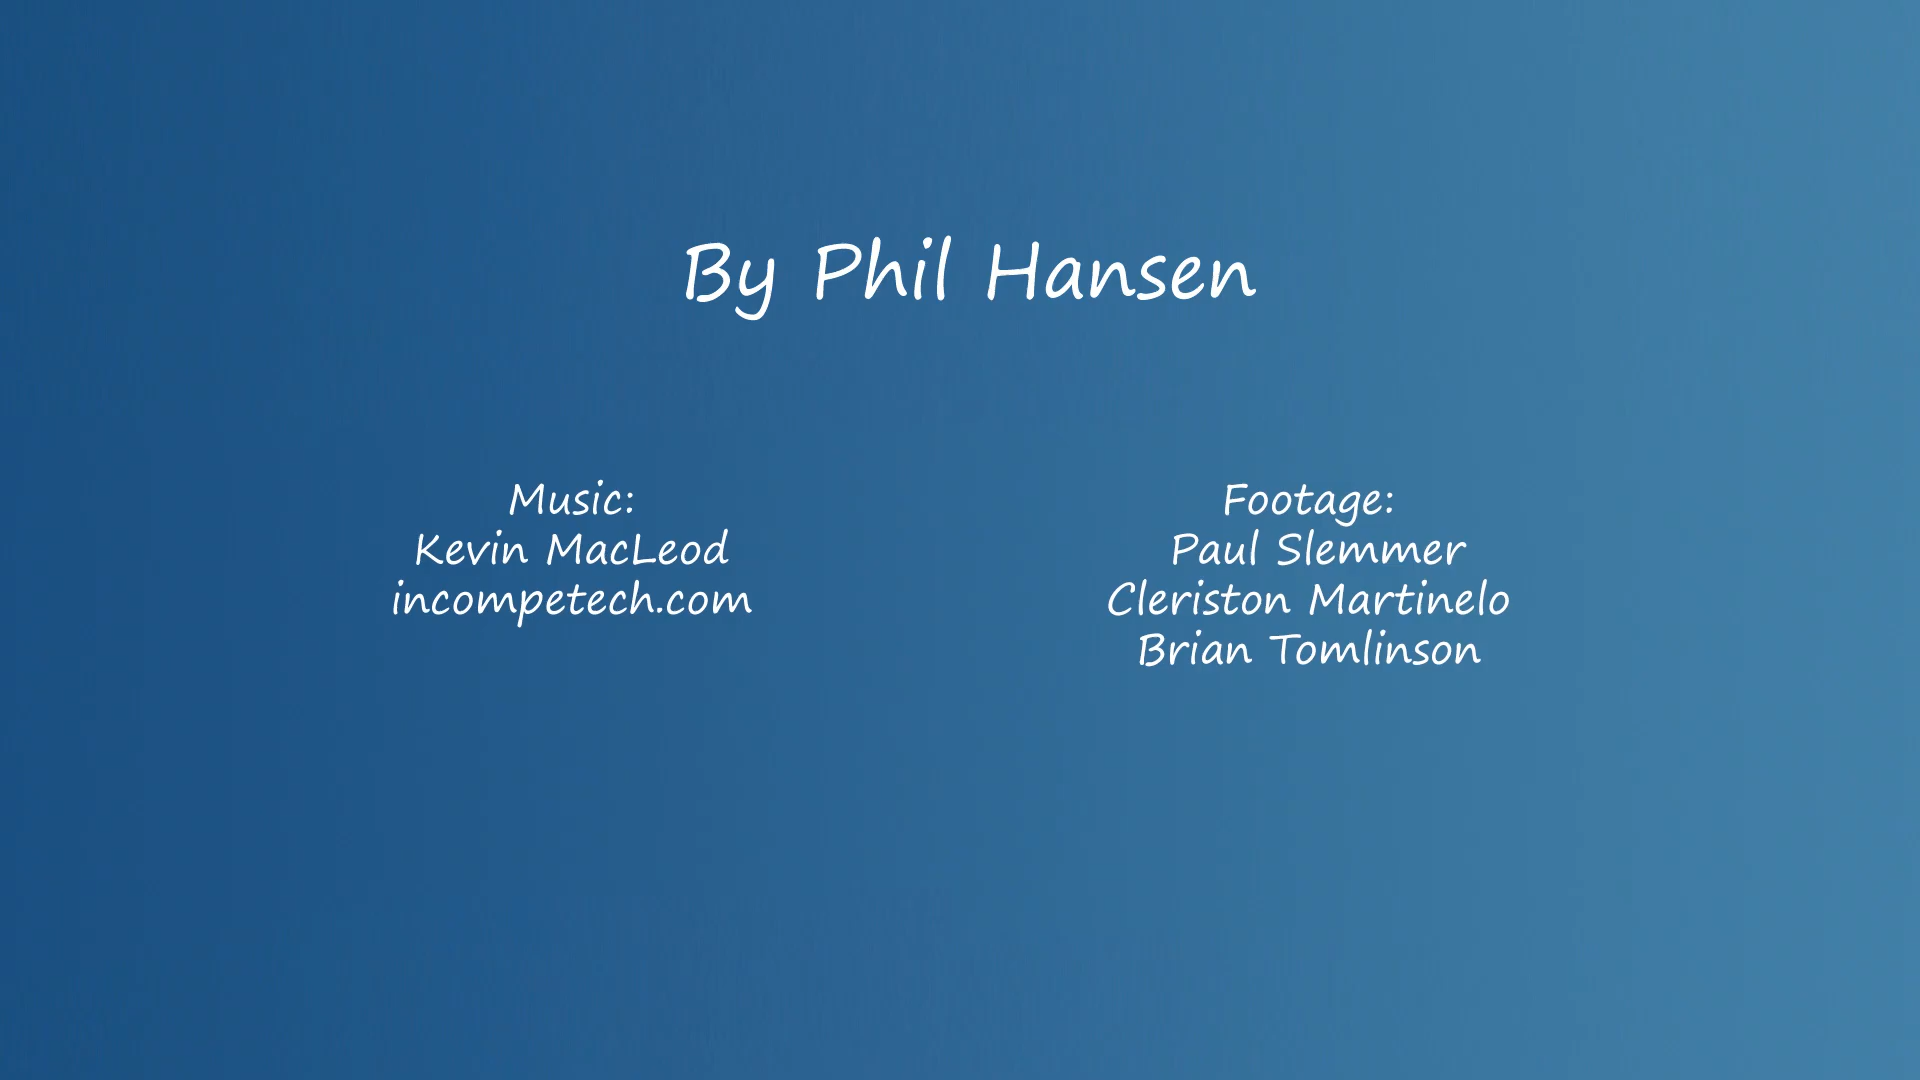 By Phil Hansen
Music:
Kevin MacLeod
incompetech.com
Footage:
Paul Slemmer
Cleriston Martinelo
Brian Tomlinson